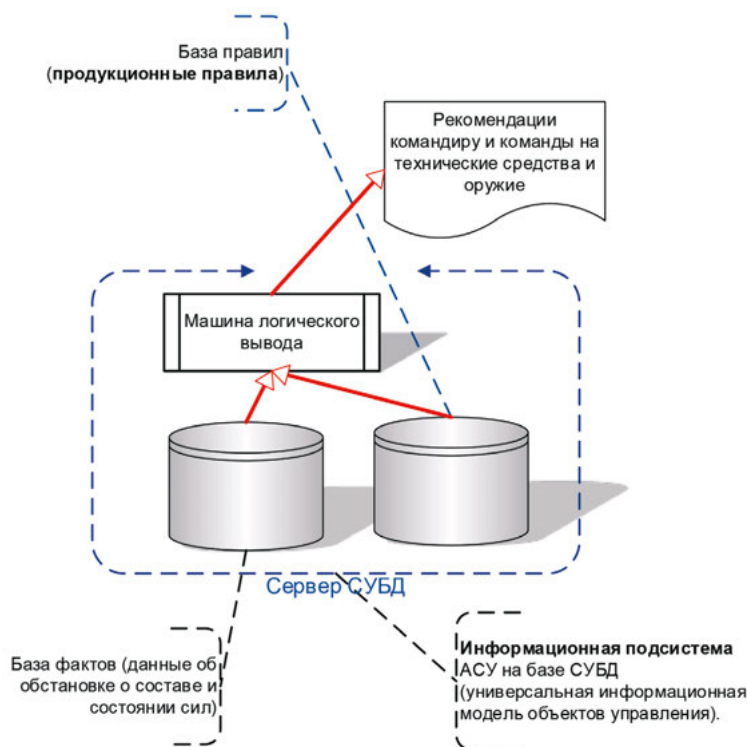 База правил
(продукционные правила)
Рекомендации
командиру и команды на
технические средства и
оружие
Машина логического
вывода
Сервер СУБД
База фактов (данные об
обстановке о составе и
состоянии сил)
Информационная подсистема
АСУ на базе СУБД
(универсальная информационная
модель объектов управления).